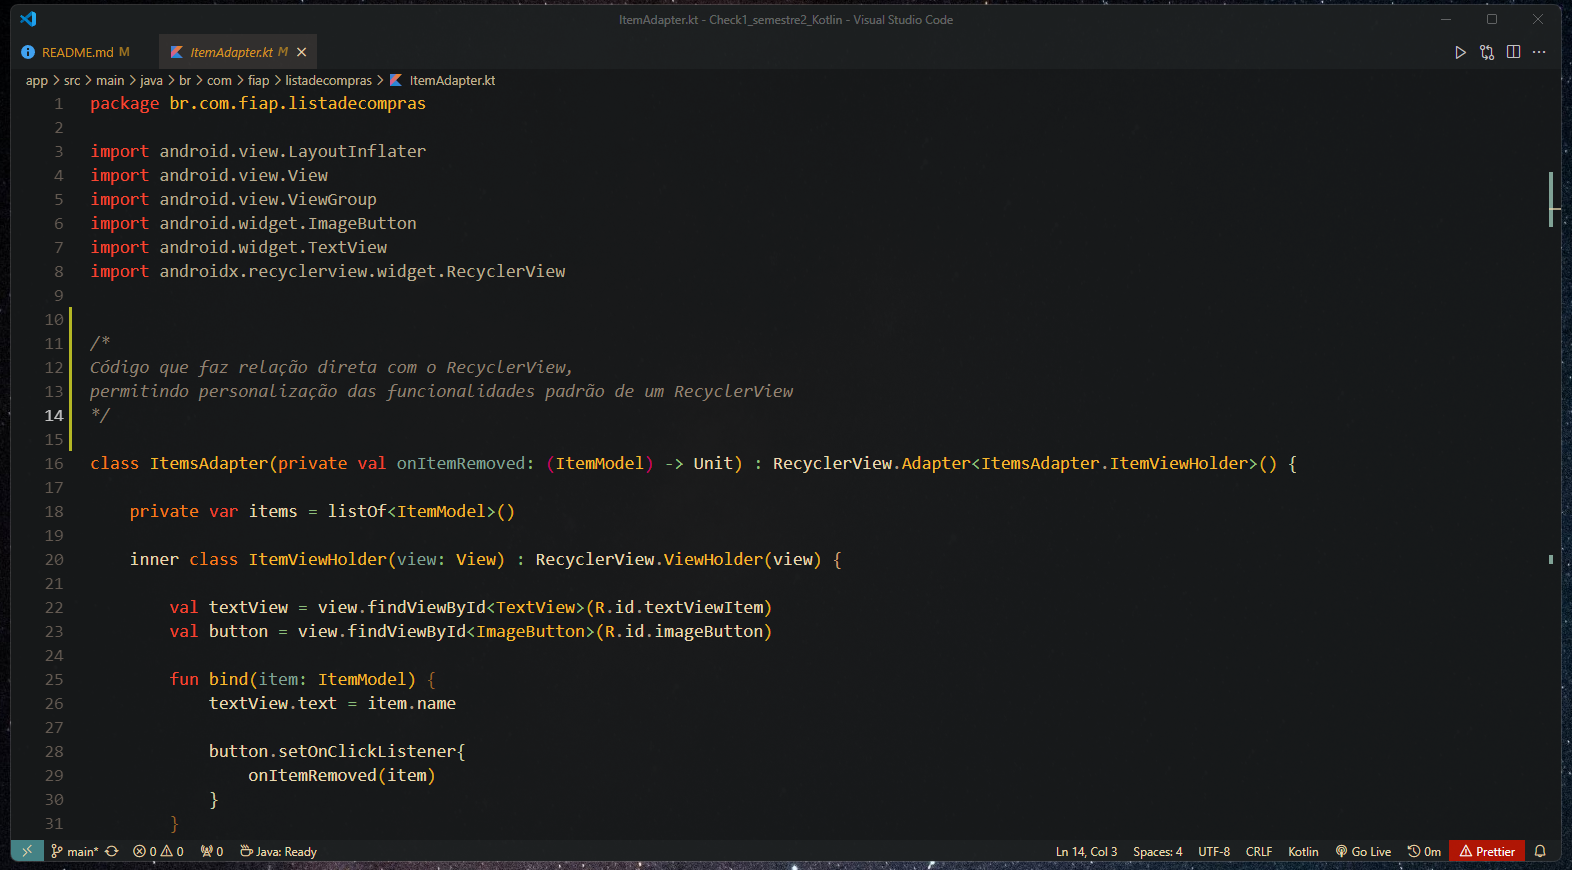 ItemAdapter.kt - Check1_semestre2_Kotlin - Visual Studio Code
README.md M ItemAdapter.kt M
app > src > main > java > br > com > fiap > listadecompras > ItemAdapter.kt
1 package br.com.fiap.listadecompras
2
3 import android.view.LayoutInflater
4 import android.view.View
5 import android.view.ViewGroup
6 import android.widget.ImageButton
7 import android.widget.TextView
8 import androidx.recyclerview.widget.RecyclerView
9
10
11 /*
12 Código que faz relação direta com o RecyclerView,
13 permitindo personalização das funcionalidades padrão de um RecyclerView
14 */
15
16 class ItemsAdapter(private val onItemRemoved: (ItemModel) -> Unit) : RecyclerView.Adapter<ItemsAdapter.ItemViewHolder>() {
17
18 private var items = listOf<ItemModel>()
19
20 inner class ItemViewHolder(view: View) : RecyclerView.ViewHolder(view) {
21
22 val textView = view.findViewById<TextView>(R.id.textViewItem)
23 val button = view.findViewById<ImageButton>(R.id.imageButton)
24
25 fun bind(item: ItemModel) {
26 textView.text = item.name
27
28 button.setOnClickListener{
29 onItemRemoved(item)
30 }
31 }
main* 0 0 0 Java: Ready Ln 14, Col 3 Spaces: 4 UTF-8 CRLF Kotlin Go Live 0m Prettier